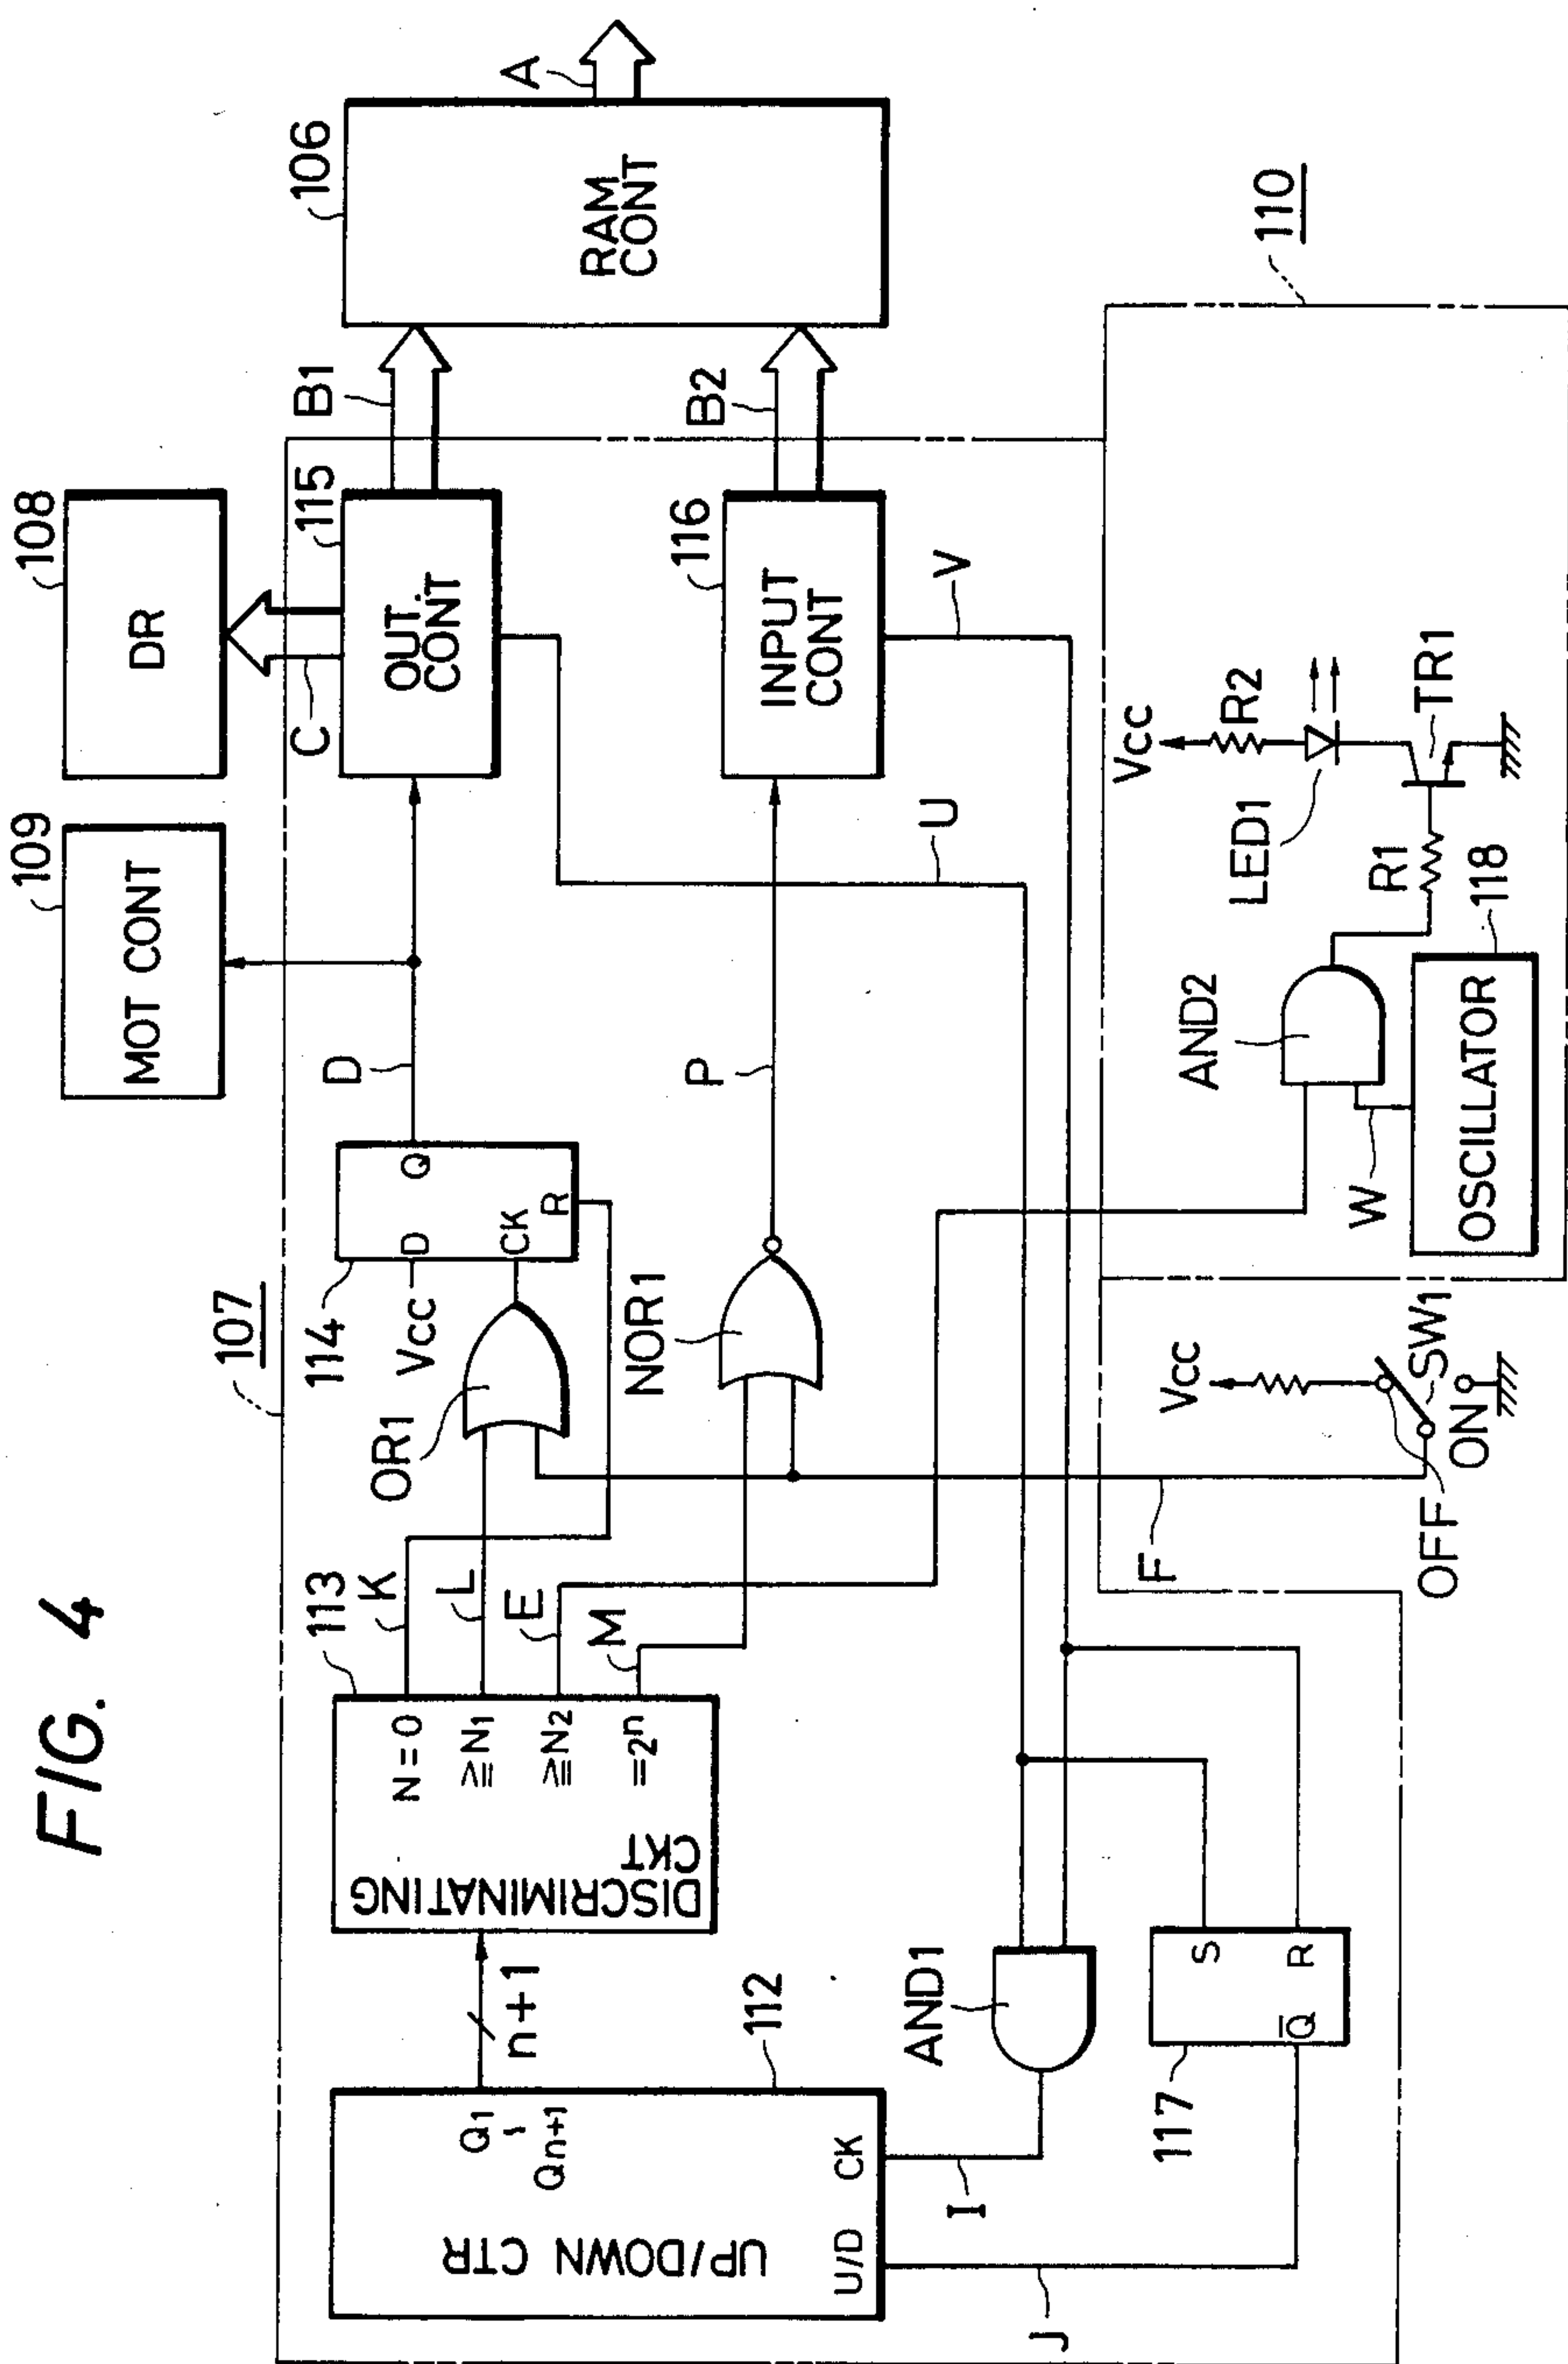 FIG. 4
109
MOT CONT
108
DR
107
C
115
OUT.
CONT
B1
106
RAM
CONT
A
113
DISCRIMINATING
CKT
N=0
≧N1
≧N2
=2ⁿ
K
L
E
M
OR1
114
Vcc
D
Q
CK
R
D
NOR1
P
116
INPUT
CONT
B2
V
U
n+1
112
UP/DOWN CTR
Q1
Qn+1
U/D
CK
I
J
AND1
117
S
R
Q̅
F
Vcc
OFF
ON
SW1
110
AND2
W
OSCILLATOR
118
R1
LED1
Vcc
R2
TR1